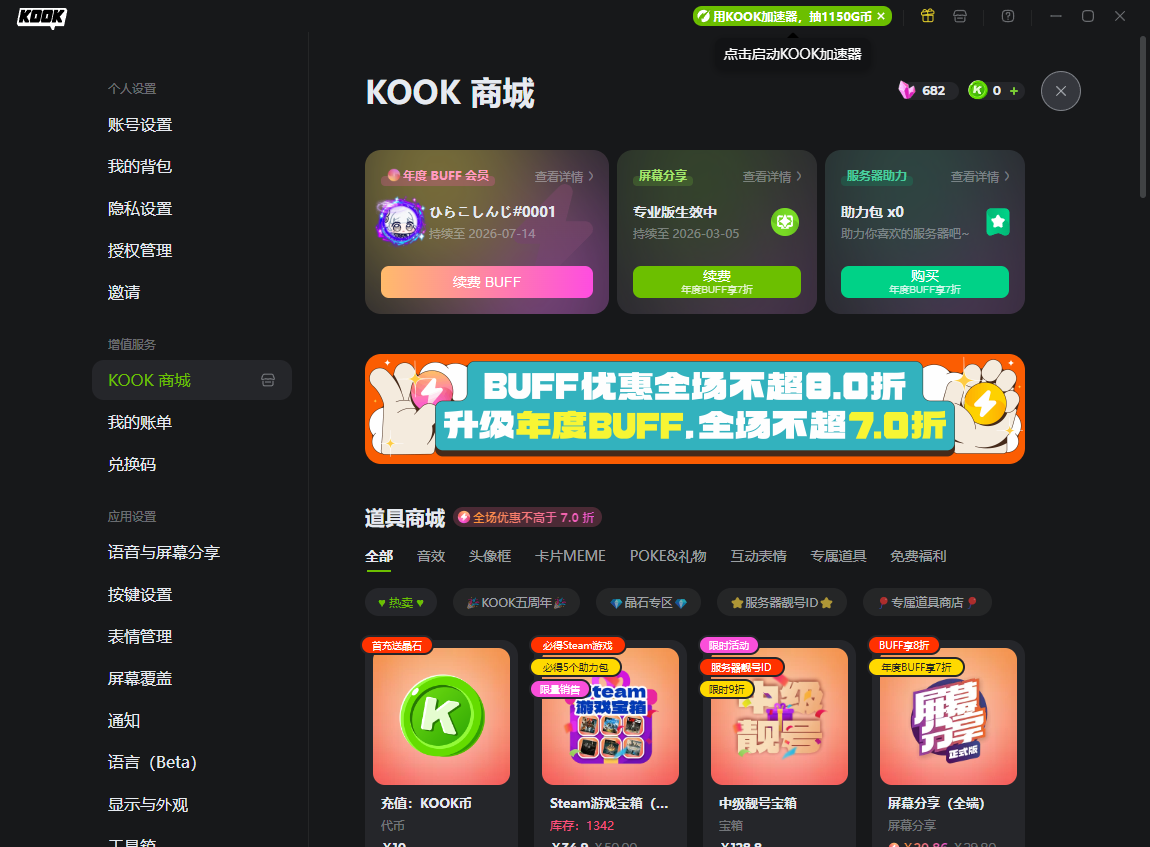 KOOK
用KOOK加速器，抽1150G币 ×
点击启动KOOK加速器
个人设置
账号设置
我的背包
隐私设置
授权管理
邀请
增值服务
KOOK 商城
我的账单
兑换码
应用设置
语音与屏幕分享
按键设置
表情管理
屏幕覆盖
通知
语言（Beta）
显示与外观
工具箱
KOOK 商城
682
K 0 +
年度 BUFF 会员
查看详情
ひらこしんじ#0001
持续至 2026-07-14
续费 BUFF
屏幕分享
查看详情
专业版生效中
持续至 2026-03-05
续费
年度BUFF享7折
服务器助力
查看详情
助力包 x0
助力你喜欢的服务器吧~
购买
年度BUFF享7折
BUFF优惠全场不超8.0折
升级年度BUFF.全场不超7.0折
道具商城
全场优惠不高于 7.0 折
全部 音效 头像框 卡片MEME POKE&礼物 互动表情 专属道具 免费福利
♥热卖♥
KOOK五周年
晶石专区
服务器靓号ID
专属道具商店
首充送晶石
K
充值：KOOK币
代币
¥10
必得Steam游戏
必得5个助力包
限量销售
Steam
游戏宝箱
Steam游戏宝箱（...
库存：1342
¥34.9 ¥50.00
限时活动
服务器靓号ID
限时9折
中级
靓号
中级靓号宝箱
宝箱
¥128.8
BUFF享8折
年度BUFF享7折
屏幕
分享
正式版
屏幕分享（全端）
屏幕分享
¥20.86 ¥29.80